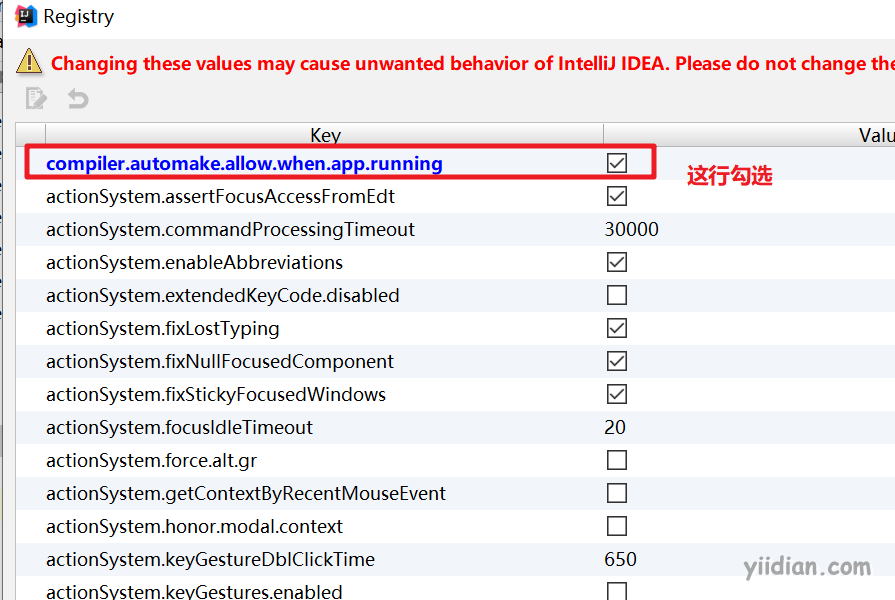 Registry
Changing these values may cause unwanted behavior of IntelliJ IDEA. Please do not change
Key
compiler.automake.allow.when.app.running
这行勾选
actionSystem.assertFocusAccessFromEdt
actionSystem.commandProcessingTimeout 30000
actionSystem.enableAbbreviations
actionSystem.extendedKeyCode.disabled
actionSystem.fixLostTyping
actionSystem.fixNullFocusedComponent
actionSystem.fixStickyFocusedWindows
actionSystem.focusIdleTimeout 20
actionSystem.force.alt.gr
actionSystem.getContextByRecentMouseEvent
actionSystem.honor.modal.context
actionSystem.keyGestureDblClickTime 650
actionSystem.keyGestures.enabled
yiidian.com